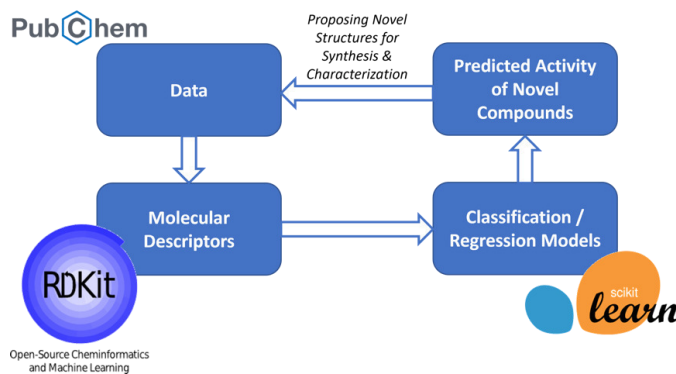 PubChem
Proposing Novel
Structures for
Synthesis &
Characterization
Data
Predicted Activity
of Novel
Compounds
Molecular
Descriptors
Classification /
Regression Models
RDKit
Open-Source Cheminformatics
and Machine Learning
scikit
learn